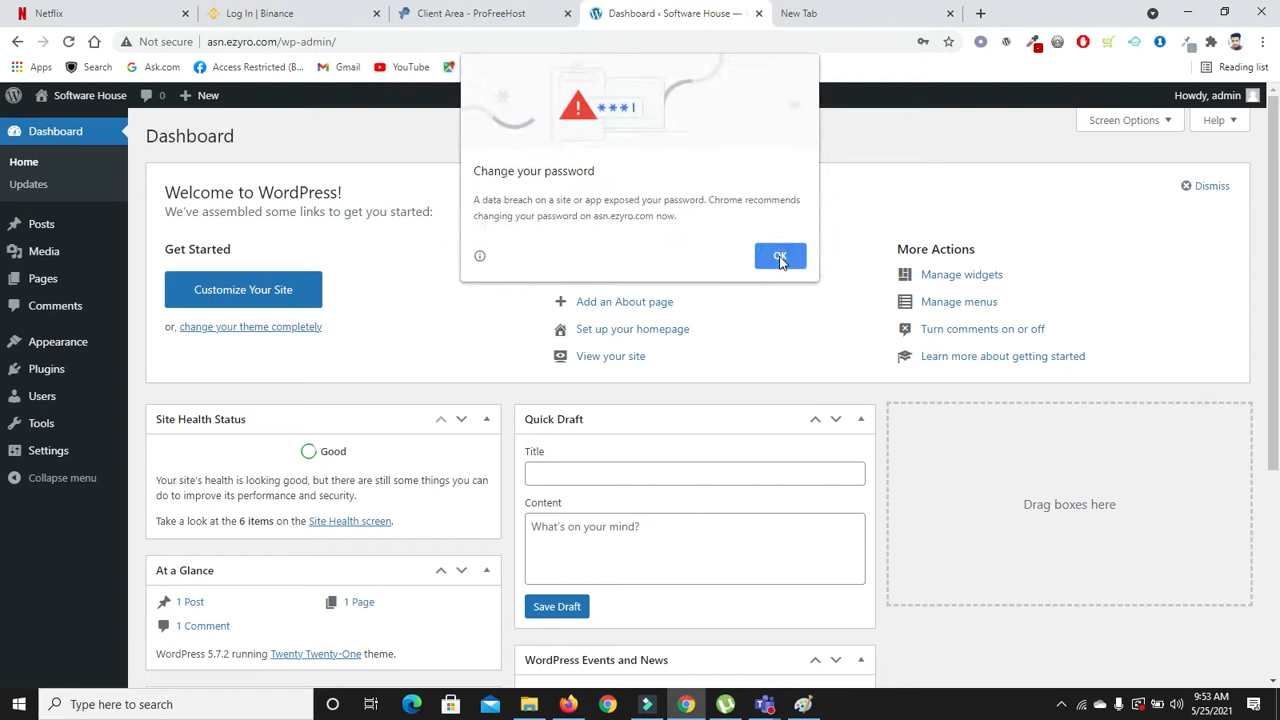 Netflix
Log In | Binance
Client Area - ProFreeHost
Dashboard ‹ Software House —
New Tab
Not secure
asn.ezyro.com/wp-admin/
Apps
Search
Ask.com
Access Restricted (B...
Gmail
YouTube
Reading list
Software House
0
New
Howdy, admin
Dashboard
Home
Updates
Posts
Media
Pages
Comments
Appearance
Plugins
Users
Tools
Settings
Collapse menu
Dashboard
Screen Options
Help
Welcome to WordPress!
We've assembled some links to get you started:
Dismiss
Get Started
Customize Your Site
or, change your theme completely
***
Change your password
A data breach on a site or app exposed your password. Chrome recommends
changing your password on asn.ezyro.com now.
OK
Add an About page
Set up your homepage
View your site
More Actions
Manage widgets
Manage menus
Turn comments on or off
Learn more about getting started
Site Health Status
Good
Your site's health is looking good, but there are still some things you can
do to improve its performance and security.
Take a look at the 6 items on the Site Health screen.
At a Glance
1 Post
1 Page
1 Comment
WordPress 5.7.2 running Twenty Twenty-One theme.
Quick Draft
Title
Content
What's on your mind?
Save Draft
WordPress Events and News
Drag boxes here
Type here to search
9:53 AM
5/25/2021